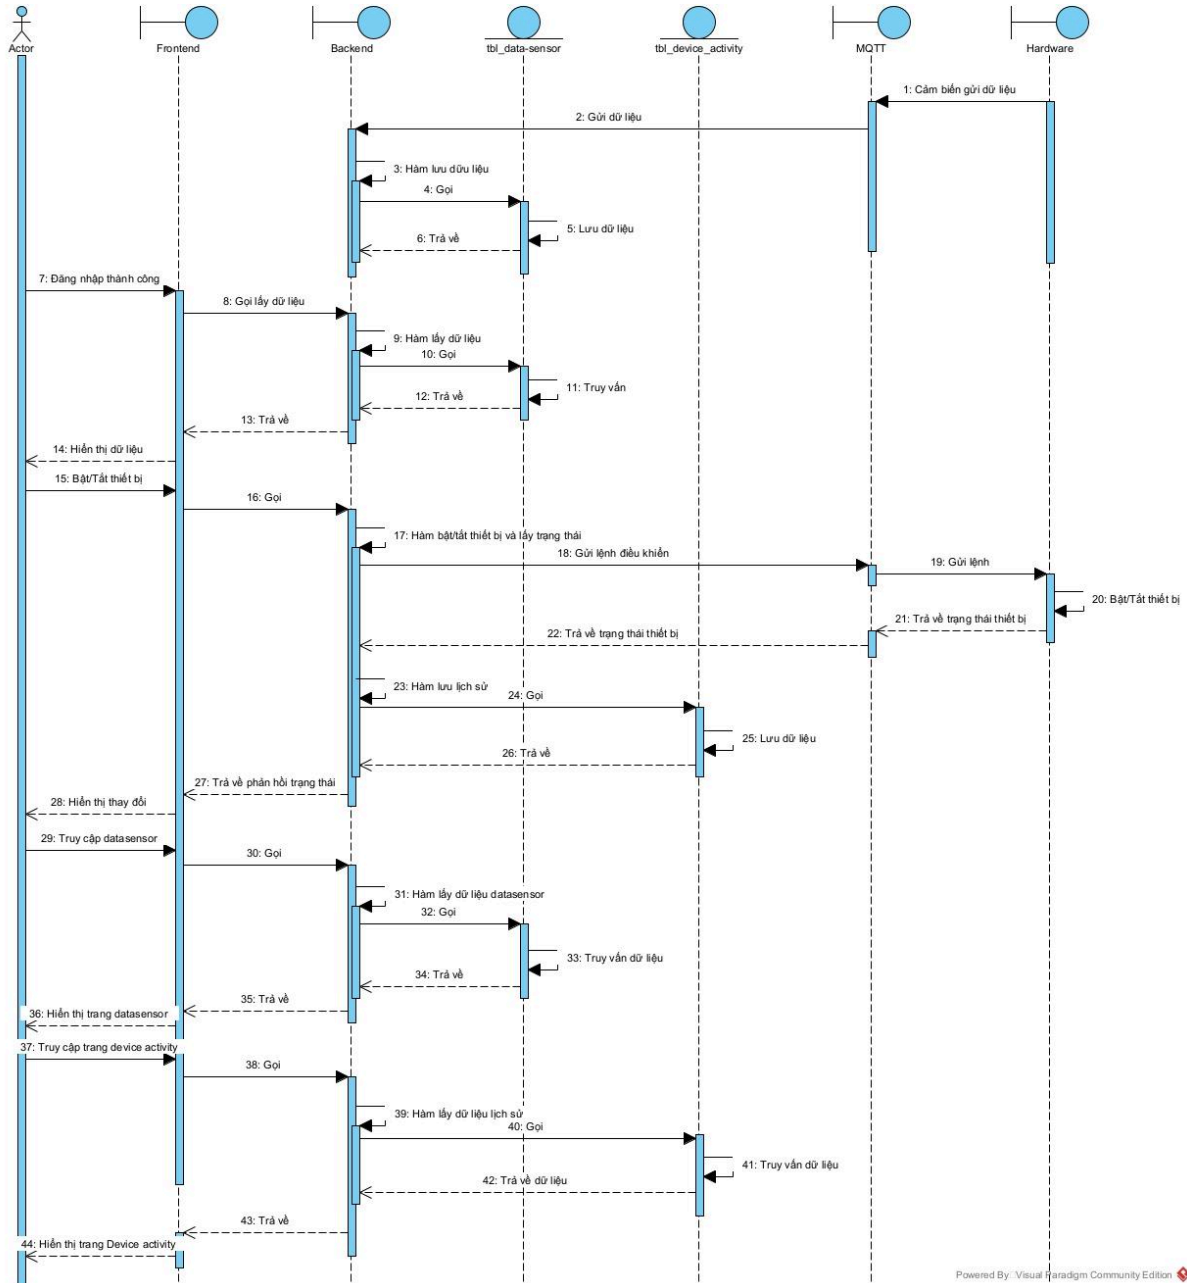 Actor
Frontend
Backend
tbl_data-sensor
tbl_device_activity
MQTT
Hardware
1: Cảm biến gửi dữ liệu
2: Gửi dữ liệu
3: Hàm lưu dữu liệu
4: Gọi
5: Lưu dữ liệu
6: Trả về
7: Đăng nhập thành công
8: Gọi lấy dữ liệu
9: Hàm lấy dữ liệu
10: Gọi
11: Truy vấn
12: Trả về
13: Trả về
14: Hiển thị dữ liệu
15: Bật/Tắt thiết bị
16: Gọi
17: Hàm bật/tắt thiết bị và lấy trạng thái
18: Gửi lệnh điều khiển
19: Gửi lệnh
20: Bật/Tắt thiết bị
21: Trả về trạng thái thiết bị
22: Trả về trạng thái thiết bị
23: Hàm lưu lịch sử
24: Gọi
25: Lưu dữ liệu
26: Trả về
27: Trả về phản hồi trạng thái
28: Hiển thị thay đổi
29: Truy cập datasensor
30: Gọi
31: Hàm lấy dữ liệu datasensor
32: Gọi
33: Truy vấn dữ liệu
34: Trả về
35: Trả về
36: Hiển thị trang datasensor
37: Truy cập trang device activity
38: Gọi
39: Hàm lấy dữ liệu lịch sử
40: Gọi
41: Truy vấn dữ liệu
42: Trả về dữ liệu
43: Trả về
44: Hiển thị trang Device activity
Powered By: Visual Paradigm Community Edition